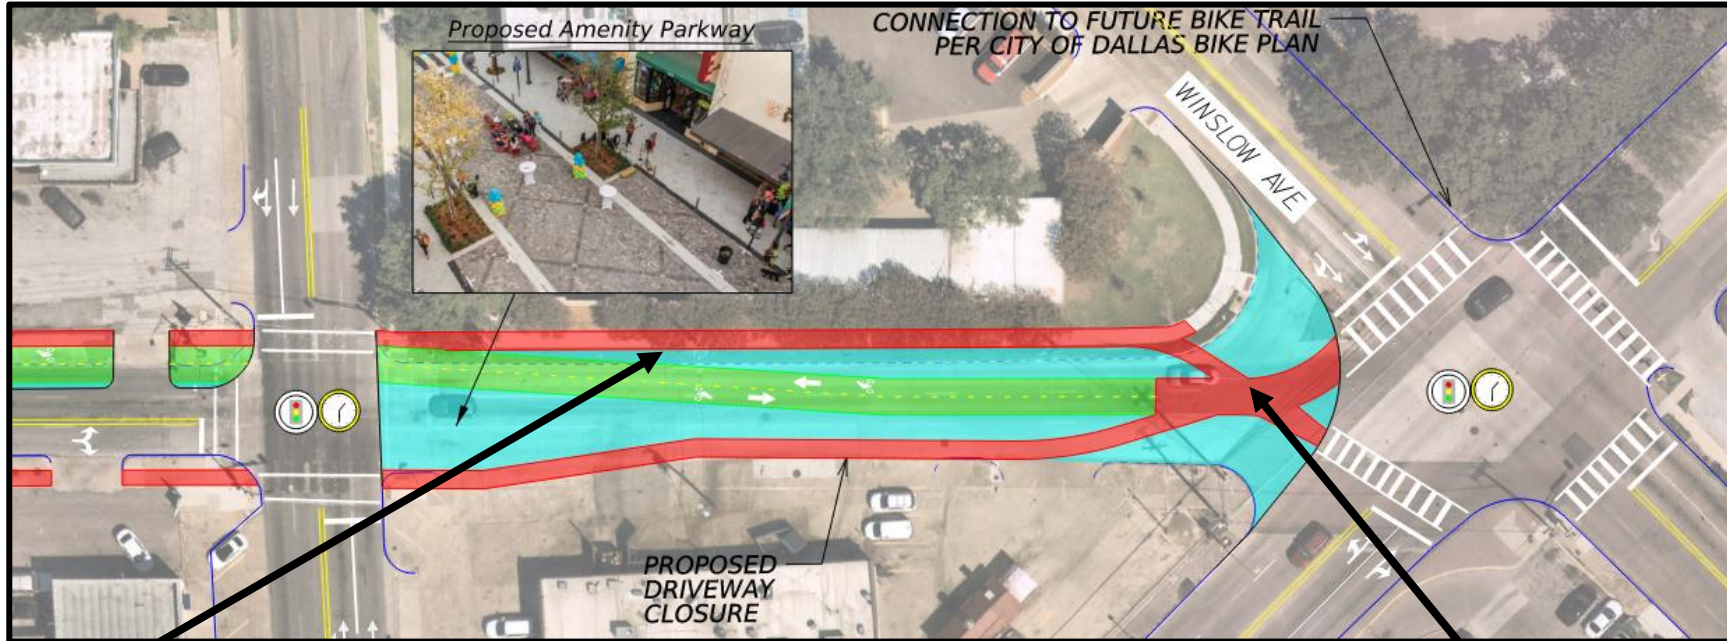 Proposed Amenity Parkway
CONNECTION TO FUTURE BIKE TRAIL
PER CITY OF DALLAS BIKE PLAN
WINSLOW AVE
PROPOSED
DRIVEWAY
CLOSURE